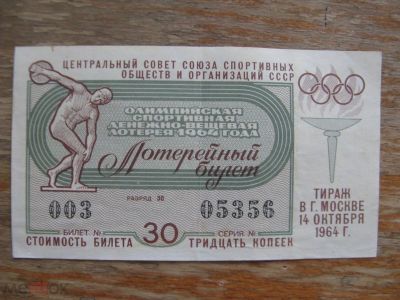 ЦЕНТРАЛЬНЫЙ СОВЕТ СОЮЗА СПОРТИВНЫХ
ОБЩЕСТВ И ОРГАНИЗАЦИЙ СССР
ОЛИМПИЙСКАЯ
СПОРТИВНАЯ
ДЕНЕЖНО-ВЕЩЕВАЯ
ЛОТЕРЕЯ 1964 ГОДА
Лотерейный
билет
РАЗРЯД 30
003
05356
БИЛЕТ №
30
СЕРИЯ №
СТОИМОСТЬ БИЛЕТА
ТРИДЦАТЬ КОПЕЕК
ТИРАЖ
В Г. МОСКВЕ
14 ОКТЯБРЯ
1964 Г.